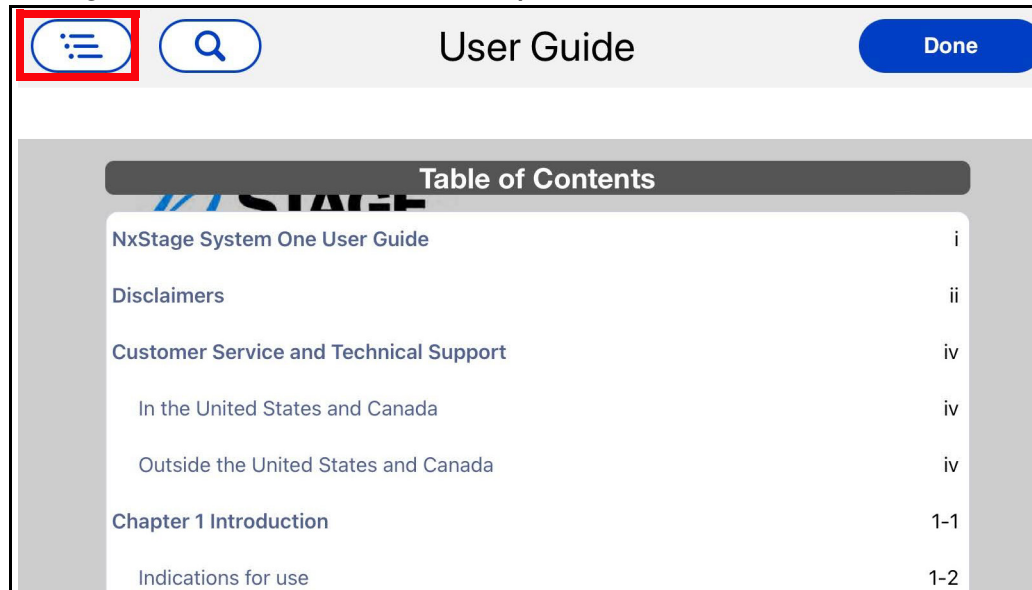 User Guide
Done
Table of Contents
STAGE
NxStage System One User Guide i
Disclaimers ii
Customer Service and Technical Support iv
In the United States and Canada iv
Outside the United States and Canada iv
Chapter 1 Introduction 1-1
Indications for use 1-2